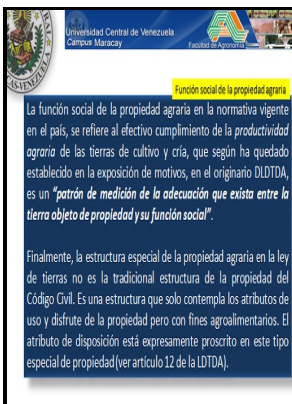 Universidad Central de Venezuela
Campus Maracay
Facultad de Agronomía
Función social de la propiedad agraria
La función social de la propiedad agraria en la normativa vigente
en el país, se refiere al efectivo cumplimiento de la productividad
agraria de las tierras de cultivo y cría, que según ha quedado
establecido en la exposición de motivos, en el originario DLDTDA,
es un "patrón de medición de la adecuación que exista entre la
tierra objeto de propiedad y su función social".
Finalmente, la estructura especial de la propiedad agraria en la ley
de tierras no es la tradicional estructura de la propiedad del
Código Civil. Es una estructura que solo contempla los atributos de
uso y disfrute de la propiedad pero con fines agroalimentarios. El
atributo de disposición está expresamente proscrito en este tipo
especial de propiedad (ver artículo 12 de la LDTDA).